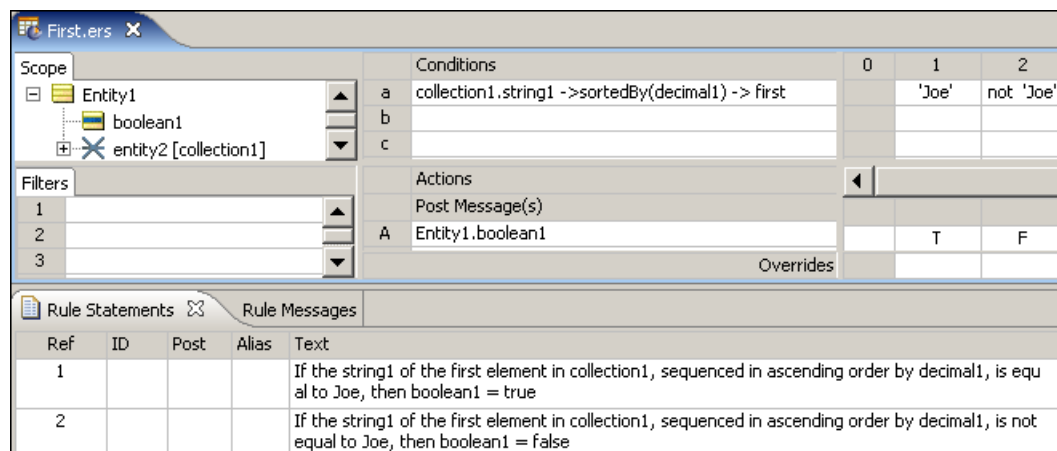 First.ers
Scope
Entity1
boolean1
entity2 [collection1]
Filters
1
2
3
Conditions 0 1 2
a collection1.string1 ->sortedBy(decimal1) -> first 'Joe' not 'Joe'
b
c
Actions
Post Message(s)
A Entity1.boolean1 T F
Overrides
Rule Statements Rule Messages
Ref ID Post Alias Text
1 If the string1 of the first element in collection1, sequenced in ascending order by decimal1, is equ
al to Joe, then boolean1 = true
2 If the string1 of the first element in collection1, sequenced in ascending order by decimal1, is not
equal to Joe, then boolean1 = false